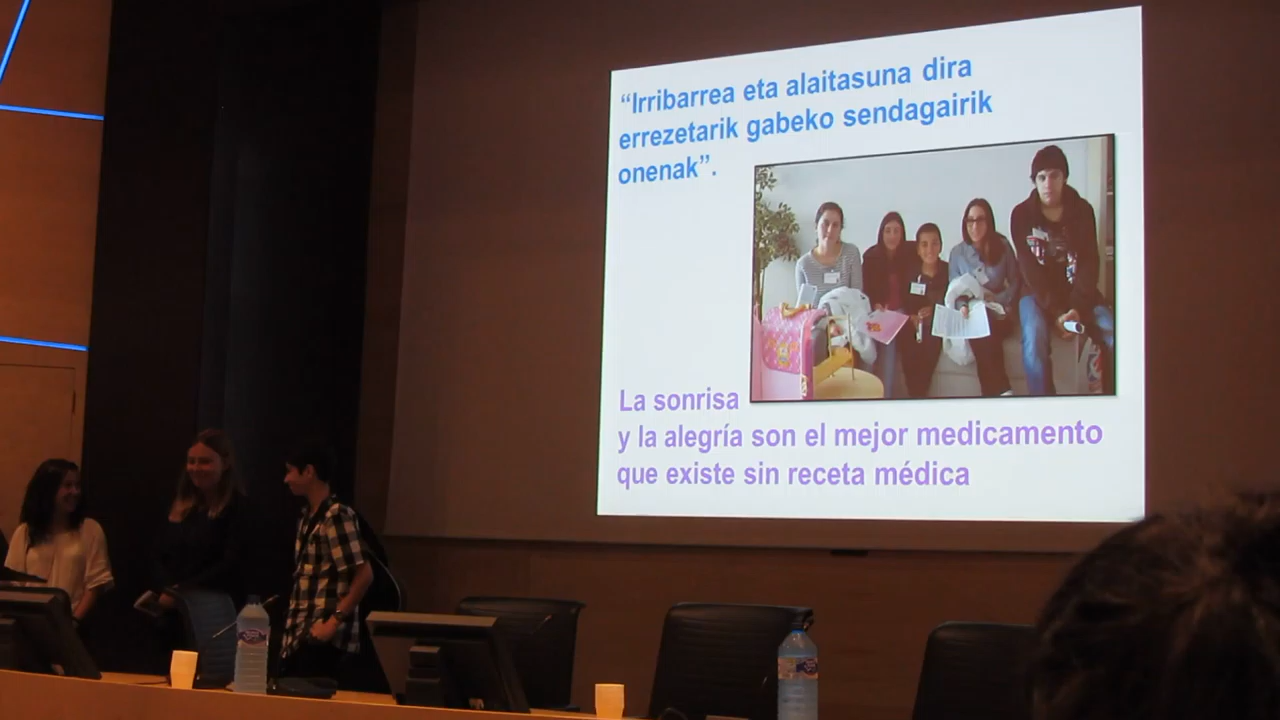 “Irribarrea eta alaitasuna dira
errezetarik gabeko sendagairik
onenak”.
La sonrisa
y la alegría son el mejor medicamento
que existe sin receta médica